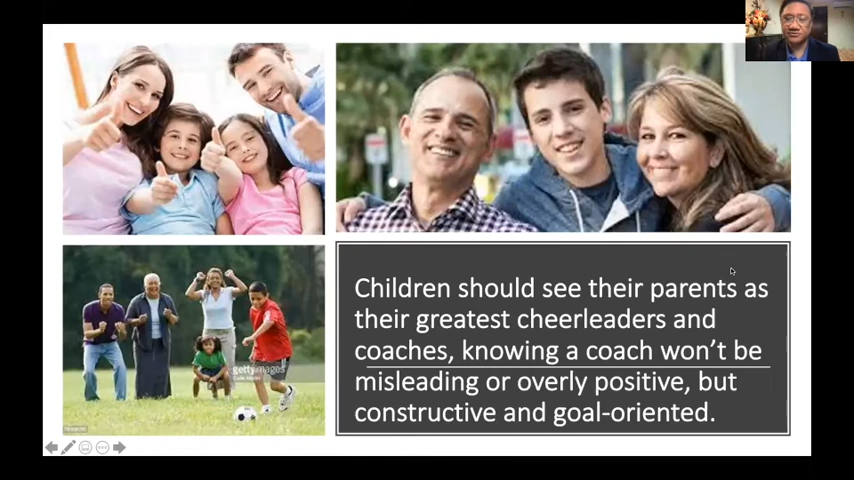 gettyimages
Children should see their parents as
their greatest cheerleaders and
coaches, knowing a coach won't be
misleading or overly positive, but
constructive and goal-oriented.